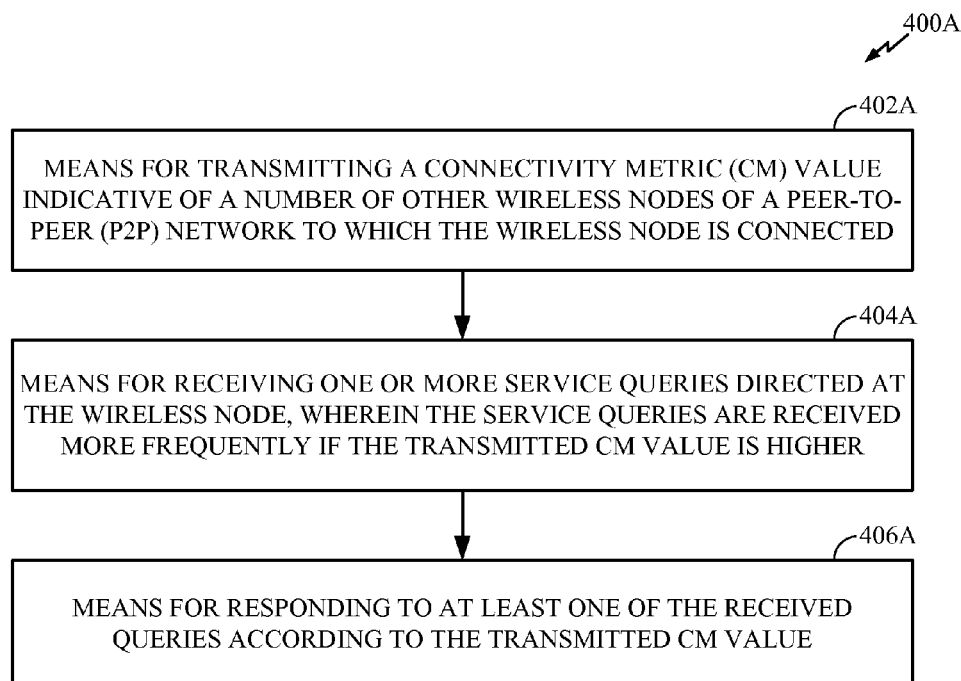 400A
402A
MEANS FOR TRANSMITTING A CONNECTIVITY METRIC (CM) VALUE
INDICATIVE OF A NUMBER OF OTHER WIRELESS NODES OF A PEER-TO-
PEER (P2P) NETWORK TO WHICH THE WIRELESS NODE IS CONNECTED
404A
MEANS FOR RECEIVING ONE OR MORE SERVICE QUERIES DIRECTED AT
THE WIRELESS NODE, WHEREIN THE SERVICE QUERIES ARE RECEIVED
MORE FREQUENTLY IF THE TRANSMITTED CM VALUE IS HIGHER
406A
MEANS FOR RESPONDING TO AT LEAST ONE OF THE RECEIVED
QUERIES ACCORDING TO THE TRANSMITTED CM VALUE